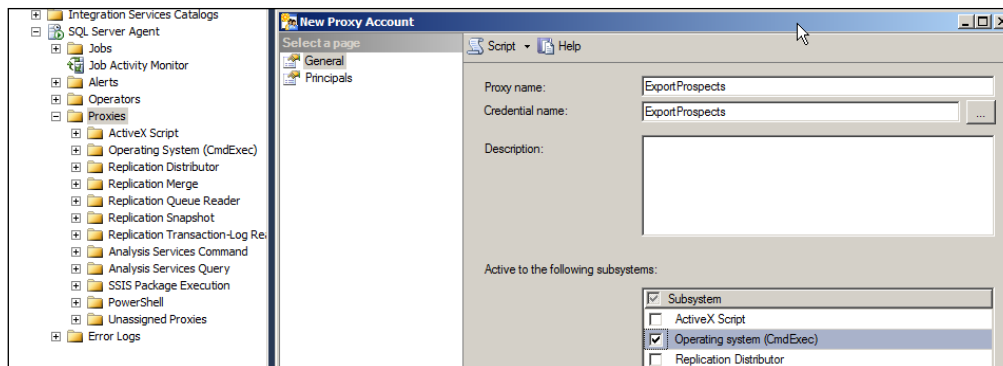 Integration Services Catalogs
SQL Server Agent
Jobs
Job Activity Monitor
Alerts
Operators
Proxies
ActiveX Script
Operating System (CmdExec)
Replication Distributor
Replication Merge
Replication Queue Reader
Replication Snapshot
Replication Transaction-Log Rea
Analysis Services Command
Analysis Services Query
SSIS Package Execution
PowerShell
Unassigned Proxies
Error Logs
New Proxy Account
Select a page
General
Principals
Script Help
Proxy name: ExportProspects
Credential name: ExportProspects ...
Description:
Active to the following subsystems:
Subsystem
ActiveX Script
Operating system (CmdExec)
Replication Distributor